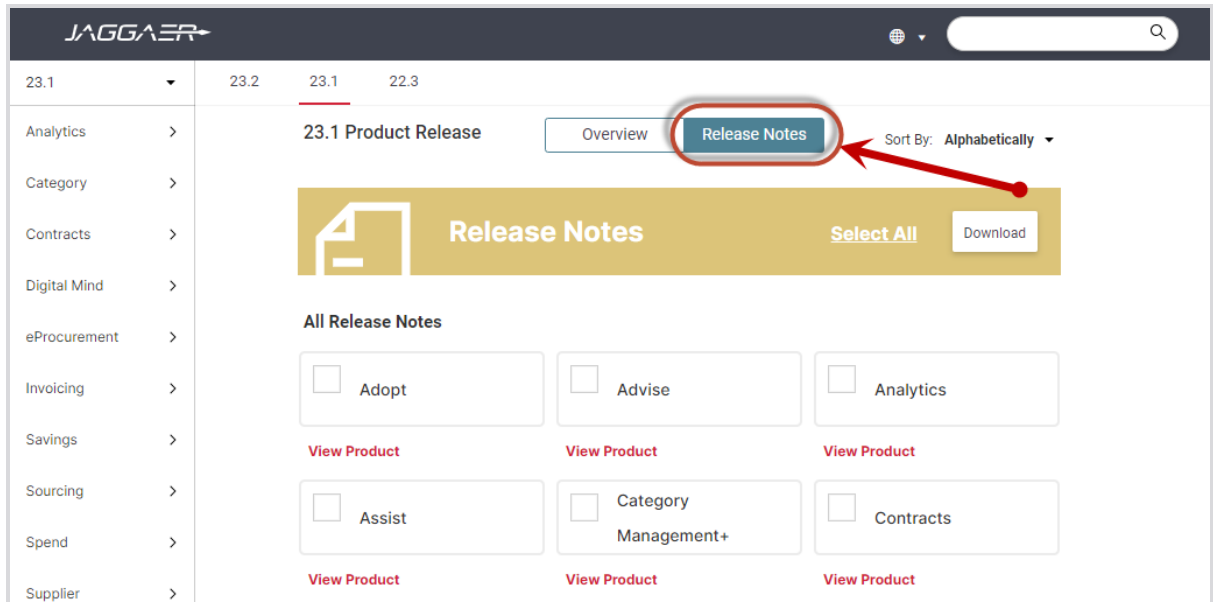 JAGGAER
23.1
23.2 23.1 22.3
Analytics
Category
Contracts
Digital Mind
eProcurement
Invoicing
Savings
Sourcing
Spend
Supplier
23.1 Product Release
Overview
Release Notes
Sort By: Alphabetically
Release Notes
Select All
Download
All Release Notes
Adopt
Advise
Analytics
View Product
View Product
View Product
Assist
Category
Management+
Contracts
View Product
View Product
View Product